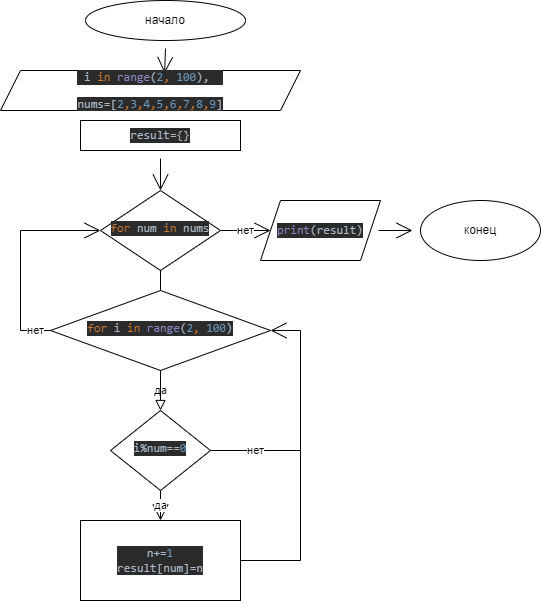 начало
i in range(2, 100),
nums=[2,3,4,5,6,7,8,9]
result={}
for num in nums
нет
print(result)
конец
for i in range(2, 100)
нет
да
i%num==0
нет
да
n+=1
result[num]=n